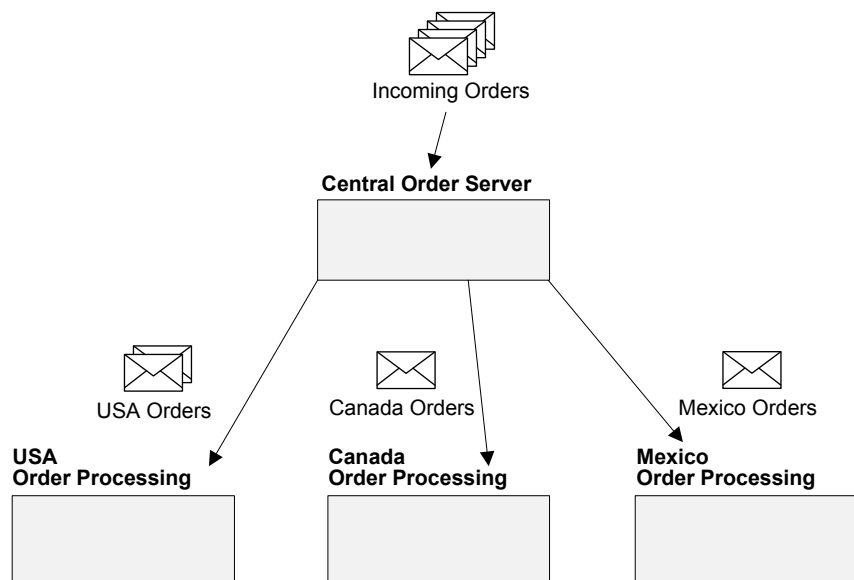 Incoming Orders
Central Order Server
USA Orders
Canada Orders
Mexico Orders
USA
Order Processing
Canada
Order Processing
Mexico
Order Processing